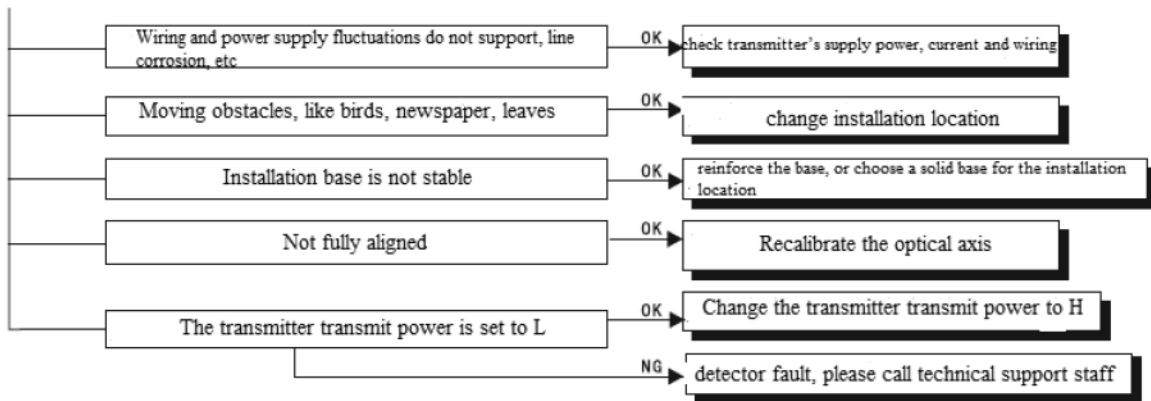 Wiring and power supply fluctuations do not support, line
corrosion, etc
OK
check transmitter's supply power, current and wiring
Moving obstacles, like birds, newspaper, leaves
OK
change installation location
Installation base is not stable
OK
reinforce the base, or choose a solid base for the installation
location
Not fully aligned
OK
Recalibrate the optical axis
The transmitter transmit power is set to L
OK
Change the transmitter transmit power to H
NG
detector fault, please call technical support staff